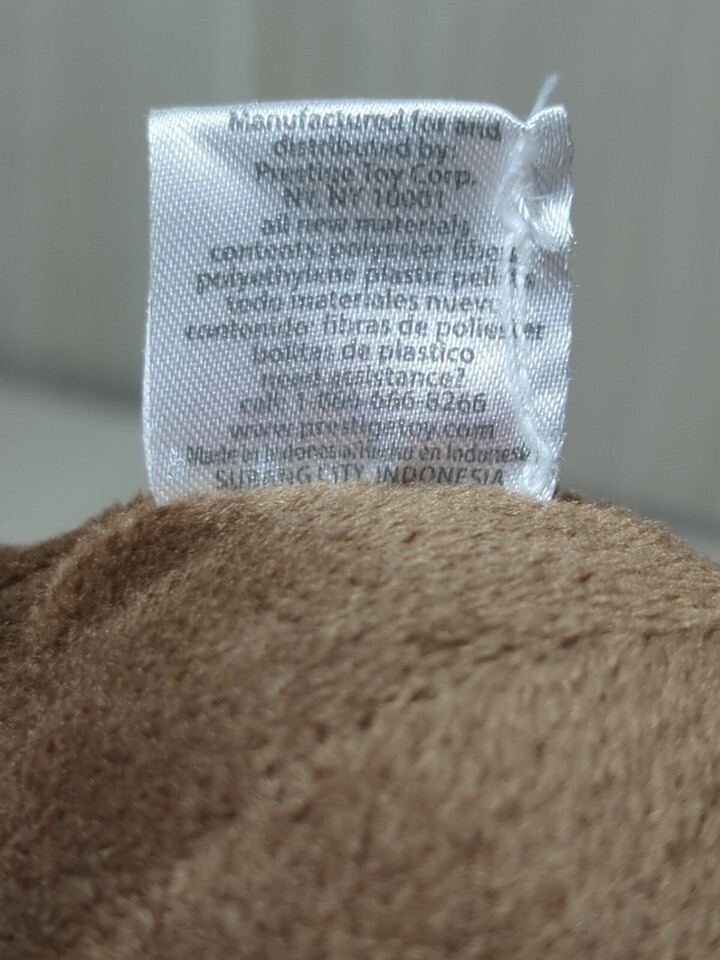 Manufactured for and
distributed by:
Prestige Toy Corp.
NY, NY 10001
all new materials
contents: polyester fibers
polyethylene plastic pellets
todo materiales nuevo
contenido: fibras de poliester
bolitas de plastico
need assistance?
call: 1-866-666-8266
www.prestigetoy.com
Made in Indonesia/Hecho en Indonesia
SUBANG CITY, INDONESIA